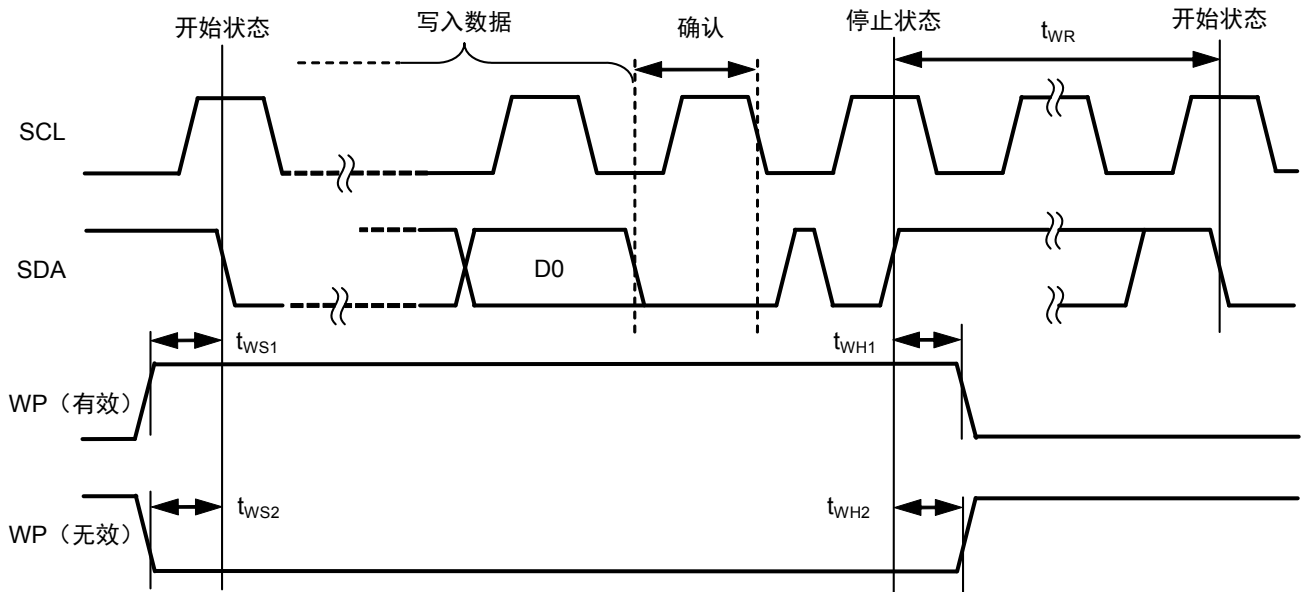 开始状态 写入数据 确认 停止状态 tWR 开始状态
SCL
SDA D0
tWS1 tWH1
WP（有效）
tWS2 tWH2
WP（无效）